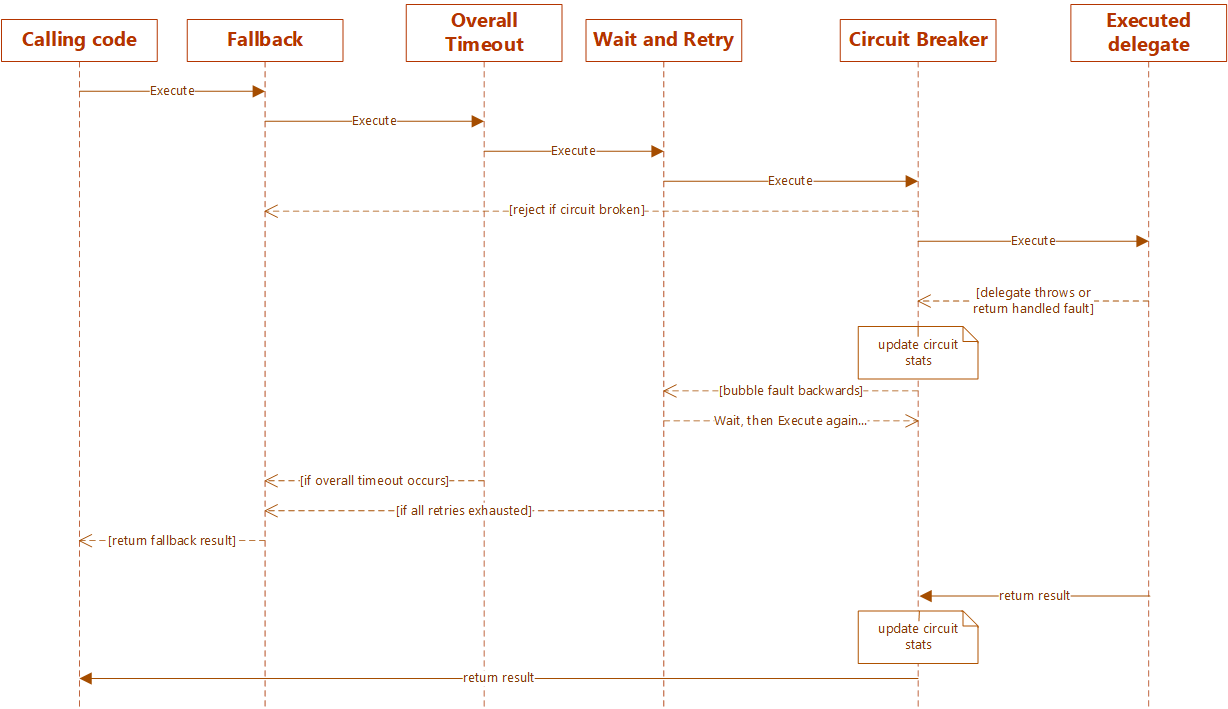 Calling code
Fallback
Overall
Timeout
Wait and Retry
Circuit Breaker
Executed
delegate
Execute
Execute
Execute
Execute
[reject if circuit broken]
Execute
[delegate throws or
return handled fault]
update circuit
stats
[bubble fault backwards]
Wait, then Execute again...
[if overall timeout occurs]
[if all retries exhausted]
[return fallback result]
return result
update circuit
stats
return result